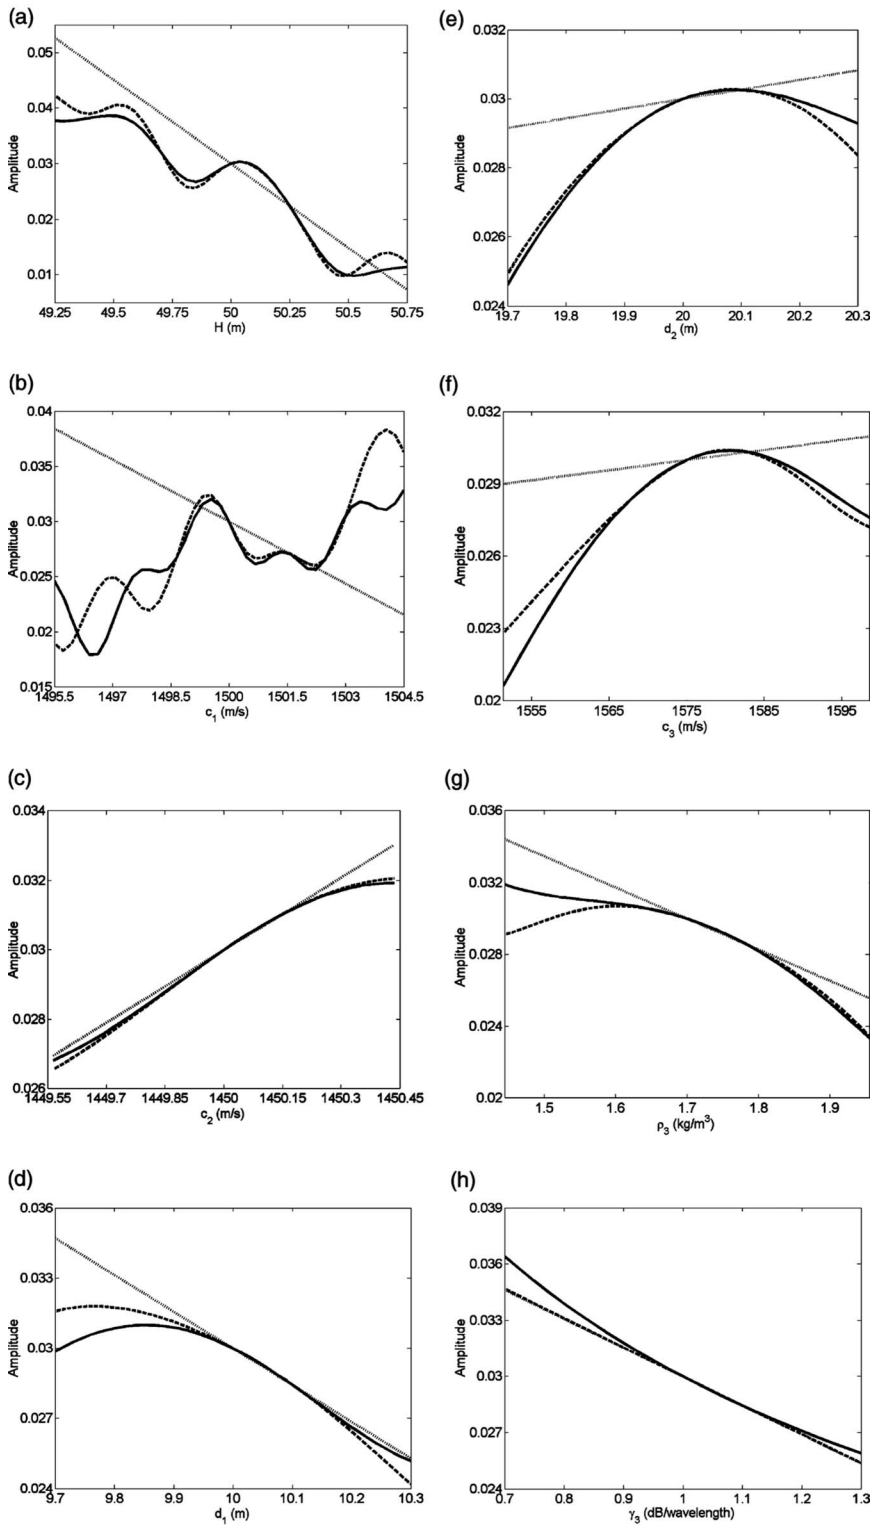 (a)
0.05
0.04
0.03
0.02
0.01
Amplitude
49.25 49.5 49.75 50 50.25 50.5 50.75
H (m)
(b)
0.04
0.035
0.03
0.025
0.02
0.015
Amplitude
1495.5 1497 1498.5 1500 1501.5 1503 1504.5
c1 (m/s)
(c)
0.034
0.032
0.03
0.028
0.026
Amplitude
1449.55 1449.7 1449.85 1450 1450.15 1450.3 1450.45
c2 (m/s)
(d)
0.036
0.033
0.03
0.027
0.024
Amplitude
9.7 9.8 9.9 10 10.1 10.2 10.3
d1 (m)
(e)
0.032
0.03
0.028
0.026
0.024
Amplitude
19.7 19.8 19.9 20 20.1 20.2 20.3
d2 (m)
(f)
0.032
0.029
0.026
0.023
0.02
Amplitude
1555 1565 1575 1585 1595
c3 (m/s)
(g)
0.036
0.032
0.028
0.024
0.02
Amplitude
1.5 1.6 1.7 1.8 1.9
ρ3 (kg/m³)
(h)
0.039
0.036
0.033
0.03
0.027
0.024
Amplitude
0.7 0.8 0.9 1 1.1 1.2 1.3
γ3 (dB/wavelength)